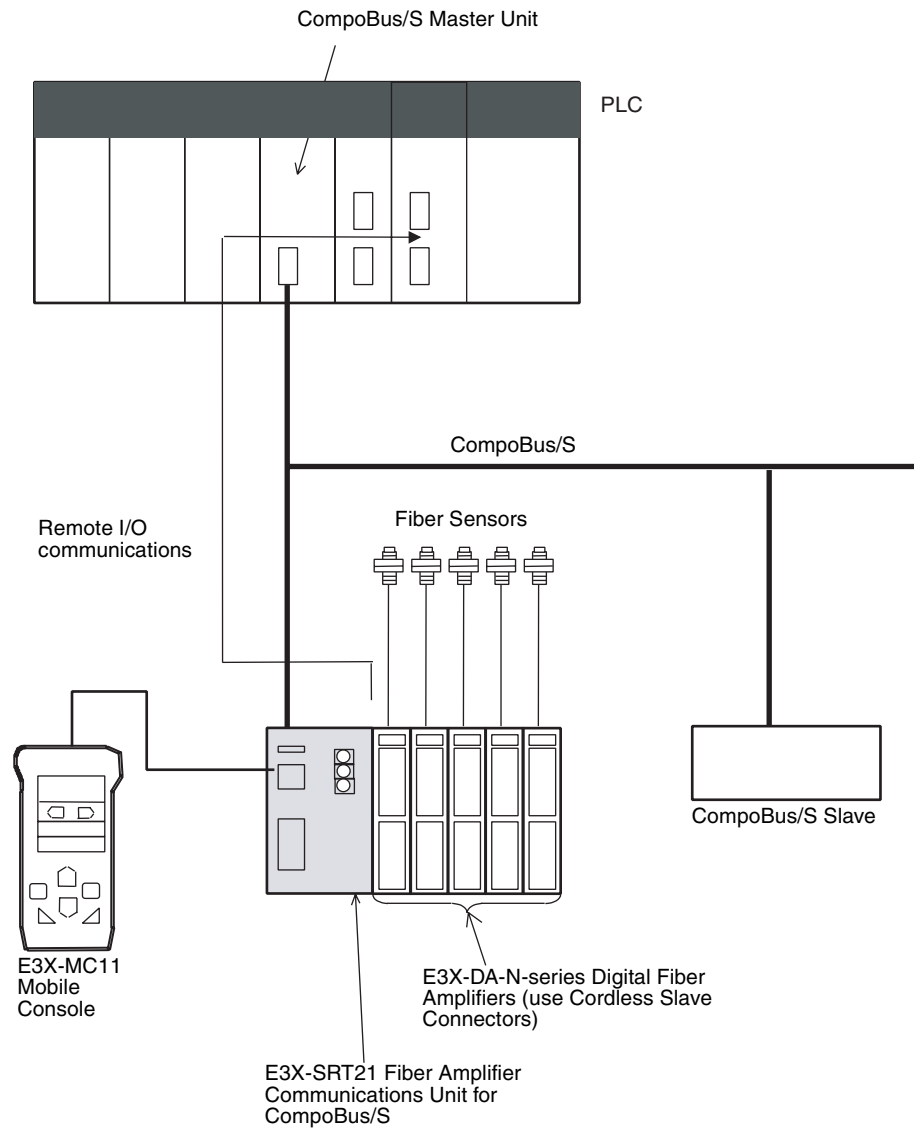 CompoBus/S Master Unit
PLC
CompoBus/S
Remote I/O
communications
Fiber Sensors
CompoBus/S Slave
E3X-MC11
Mobile
Console
E3X-DA-N-series Digital Fiber
Amplifiers (use Cordless Slave
Connectors)
E3X-SRT21 Fiber Amplifier
Communications Unit for
CompoBus/S